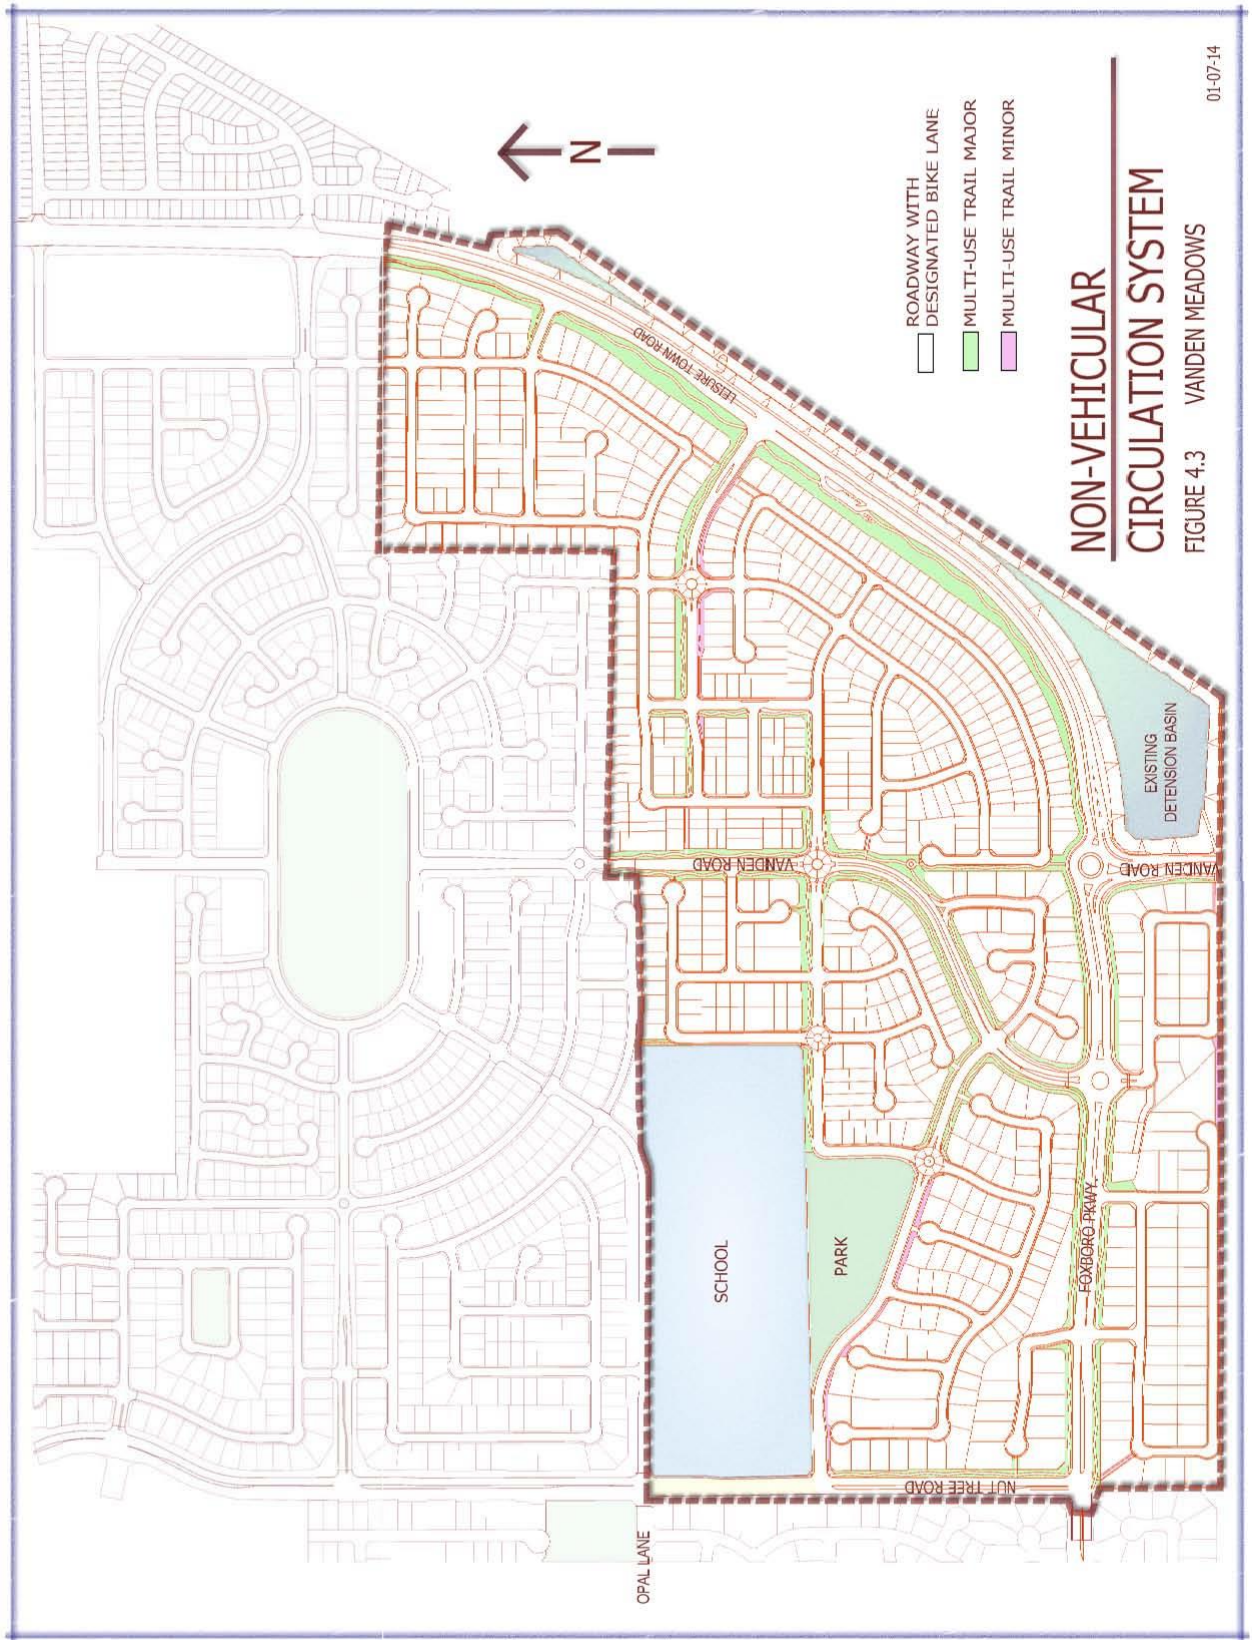 N
ROADWAY WITH
DESIGNATED BIKE LANE
MULTI-USE TRAIL MAJOR
MULTI-USE TRAIL MINOR
LEISURE TOWN ROAD
VANDEN ROAD
VANDEN ROAD
EXISTING
DETENSION BASIN
SCHOOL
PARK
FOXBORO PKWY.
NUT TREE ROAD
OPAL LANE
NON-VEHICULAR
CIRCULATION SYSTEM
FIGURE 4.3 VANDEN MEADOWS
01-07-14